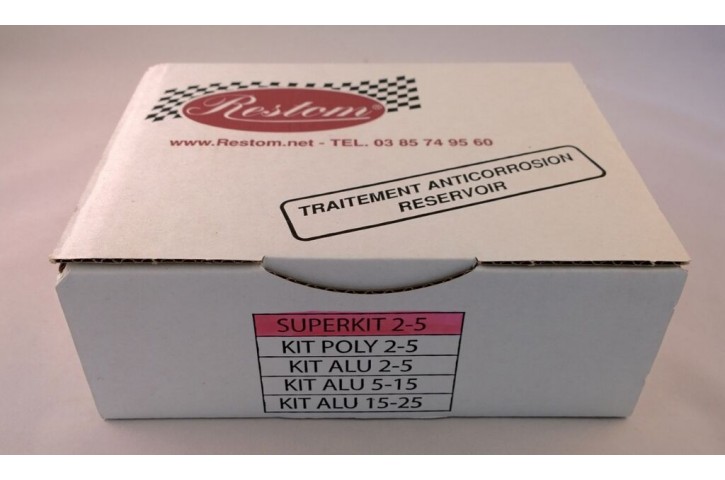 Restom®
www.Restom.net - TEL. 03 85 74 95 60
TRAITEMENT ANTICORROSION
RESERVOIR
SUPERKIT 2-5
KIT POLY 2-5
KIT ALU 2-5
KIT ALU 5-15
KIT ALU 15-25